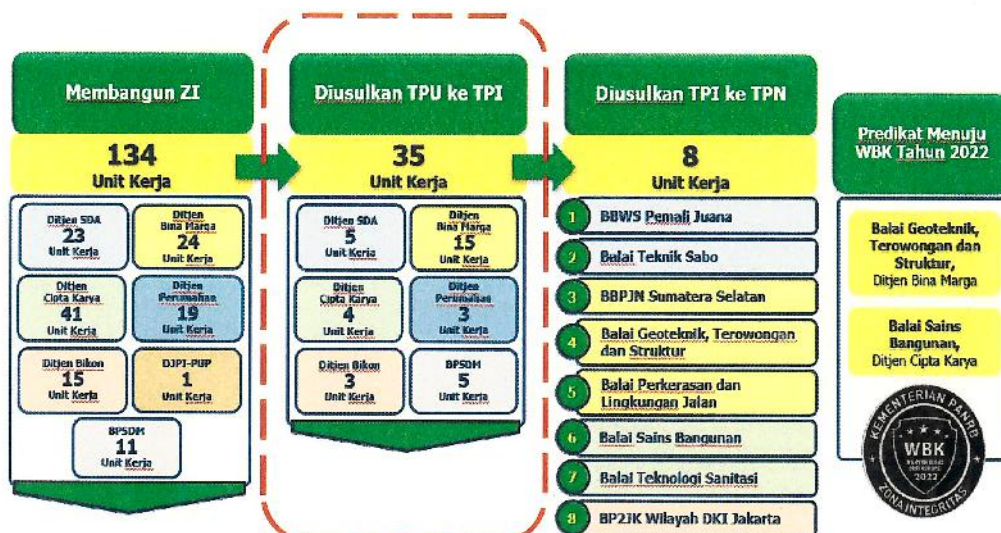 Membangun ZI
134
Unit Kerja
Ditjen SDA
23
Unit Kerja
Ditjen
Bina Marga
24
Unit Kerja
Ditjen
Cipta Karya
41
Unit Kerja
Ditjen
Perumahan
19
Unit Kerja
Ditjen Bikon
15
Unit Kerja
DJPI-PUP
1
Unit Kerja
BPSDM
11
Unit Kerja
Diusulkan TPU ke TPI
35
Unit Kerja
Ditjen SDA
5
Unit Kerja
Ditjen
Bina Marga
15
Unit Kerja
Ditjen
Cipta Karya
4
Unit Kerja
Ditjen
Perumahan
3
Unit Kerja
Ditjen Bikon
3
Unit Kerja
BPSDM
5
Unit Kerja
Diusulkan TPI ke TPN
8
Unit Kerja
1 BBWS Pemali Juana
2 Balai Teknik Sabo
3 BBPJN Sumatera Selatan
4 Balai Geoteknik, Terowongan
dan Struktur
5 Balai Perkerasan dan
Lingkungan Jalan
6 Balai Sains Bangunan
7 Balai Teknologi Sanitasi
8 BP2JK Wilayah DKI Jakarta
Predikat Menuju
WBK Tahun 2022
Balai Geoteknik,
Terowongan dan
Struktur,
Ditjen Bina Marga
Balai Sains
Bangunan,
Ditjen Cipta Karya
KEMENTERIAN PANRB
WBK
2022
ZONA INTEGRITAS